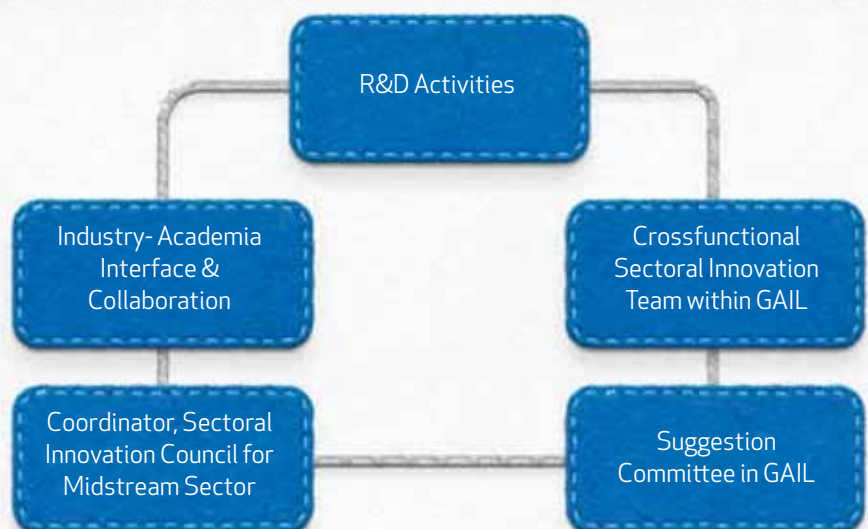 R&D Activities
Industry- Academia
Interface &
Collaboration
Crossfunctional
Sectoral Innovation
Team within GAIL
Coordinator, Sectoral
Innovation Council for
Midstream Sector
Suggestion
Committee in GAIL